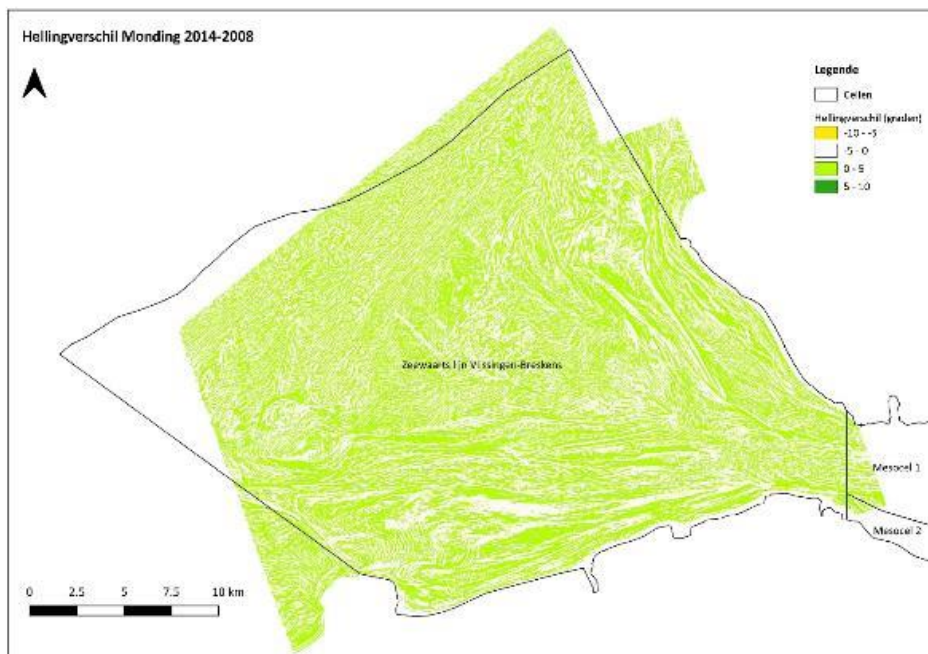 Hellingverschil Monding 2014-2008
Legende
Cellen
Hellingverschil (graden)
-10 - -5
-5 - 0
0 - 5
5 - 10
Zeewaarts lijn Vlissingen-Breskens
Mesocel 1
Mesocel 2
0 2.5 5 7.5 10 km